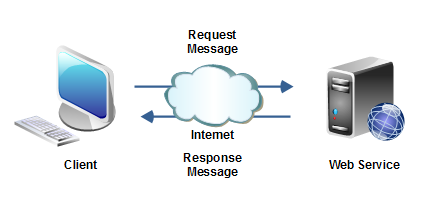 Request
Message
Internet
Client
Response
Message
Web Service